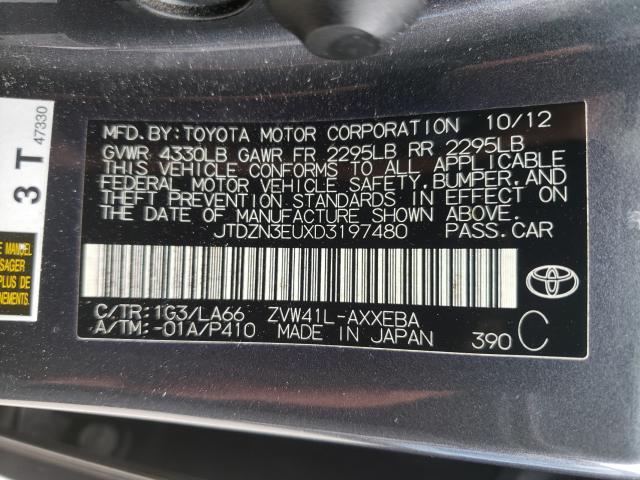 3 T 47330
E MANUEL
SAGER
PLUS DE
NEMENTS.
MFD. BY: TOYOTA MOTOR CORPORATION 10/12
GVWR 4330LB GAWR FR 2295LB RR 2295LB
THIS VEHICLE CONFORMS TO ALL APPLICABLE
FEDERAL MOTOR VEHICLE SAFETY, BUMPER, AND
THEFT PREVENTION STANDARDS IN EFFECT ON
THE DATE OF MANUFACTURE SHOWN ABOVE.
JTDZN3EUXD3197480 PASS.CAR
C/TR: 1G3/LA66 ZVW41L-AXXEBA
A/TM: -01A/P410 MADE IN JAPAN 390 C